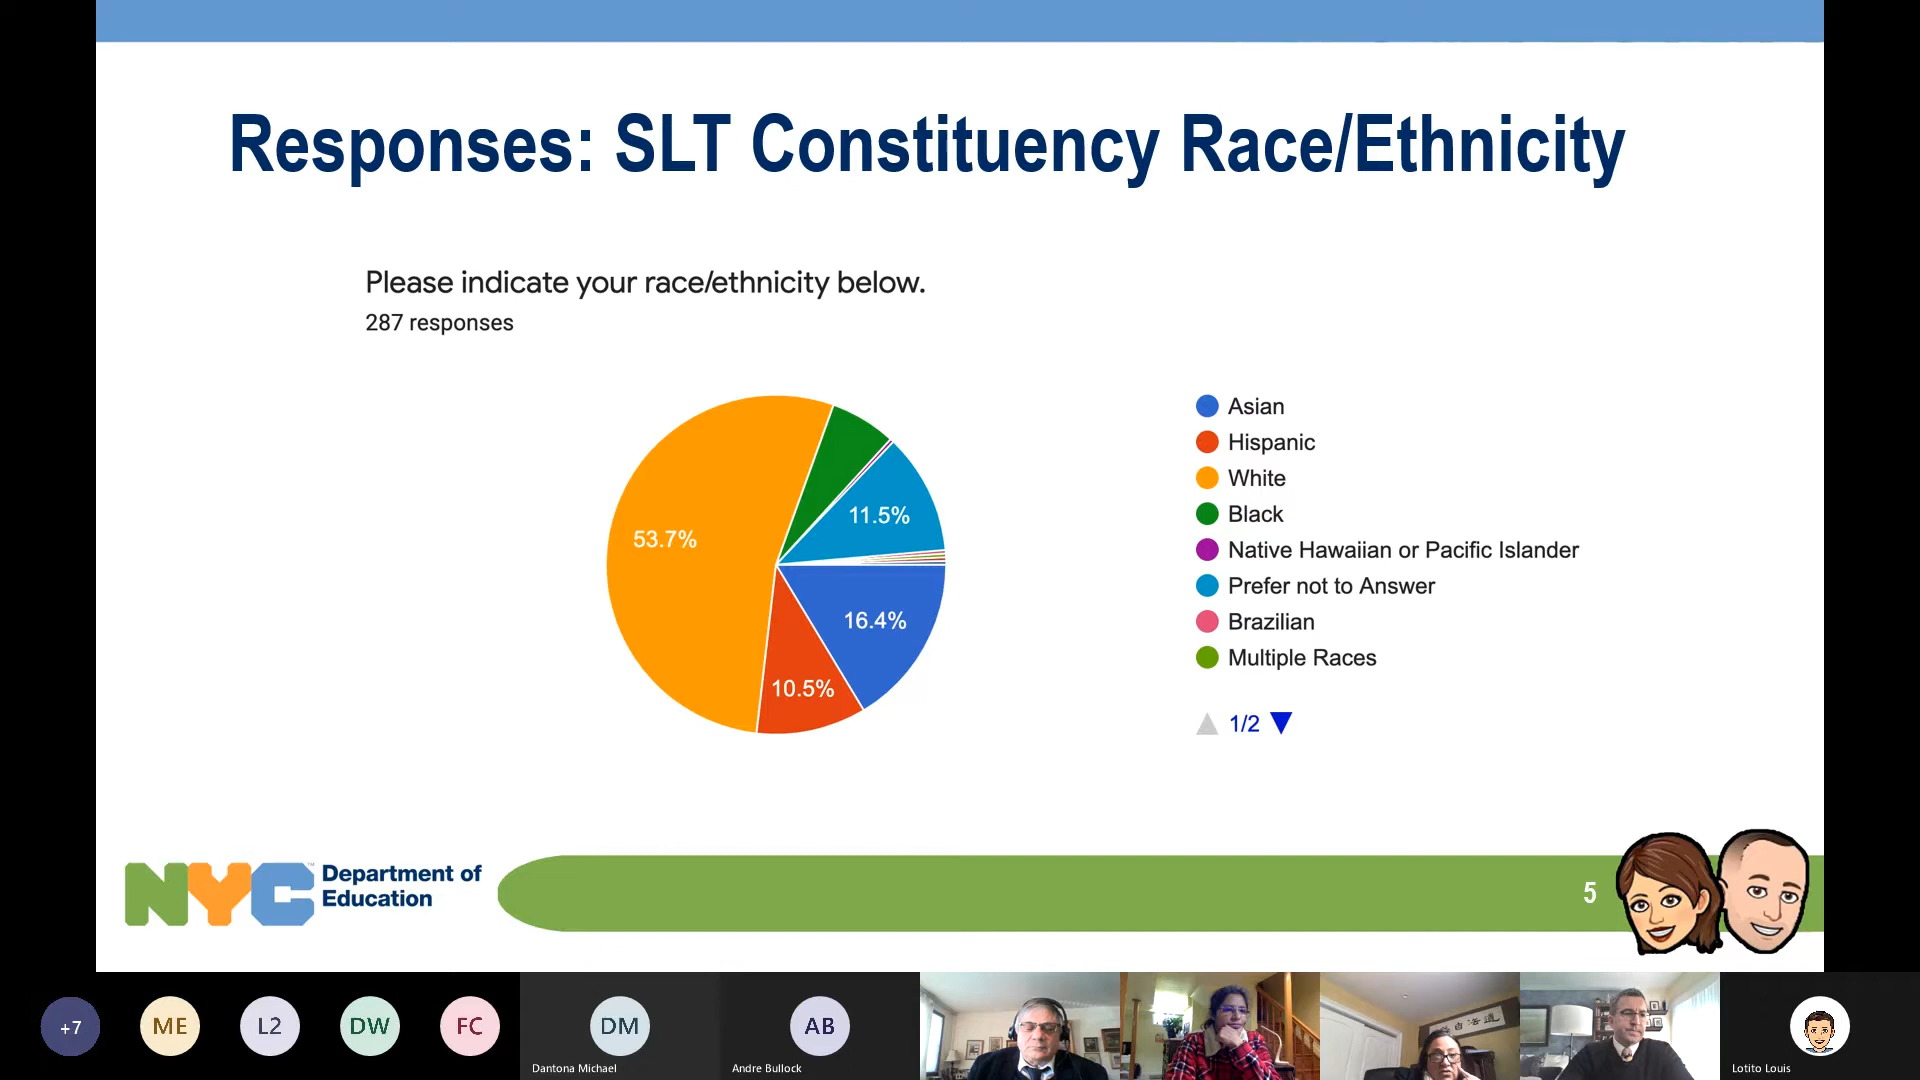 Responses: SLT Constituency Race/Ethnicity
Please indicate your race/ethnicity below.
287 responses
53.7%
11.5%
16.4%
10.5%
Asian
Hispanic
White
Black
Native Hawaiian or Pacific Islander
Prefer not to Answer
Brazilian
Multiple Races
1/2
NYC
Department of
Education
5
+7
ME
L2
DW
FC
DM
AB
Dantona Michael
Andre Bullock
Lotito Louis